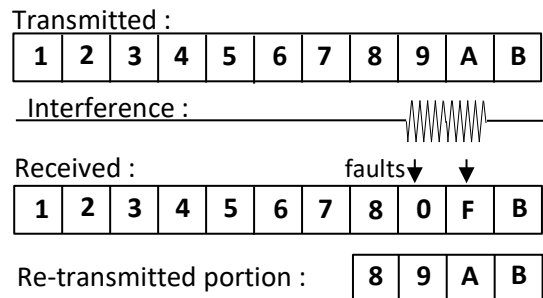 Transmitted :
1 2 3 4 5 6 7 8 9 A B
Interference :
Received : faults
1 2 3 4 5 6 7 8 0 F B
Re-transmitted portion : 8 9 A B